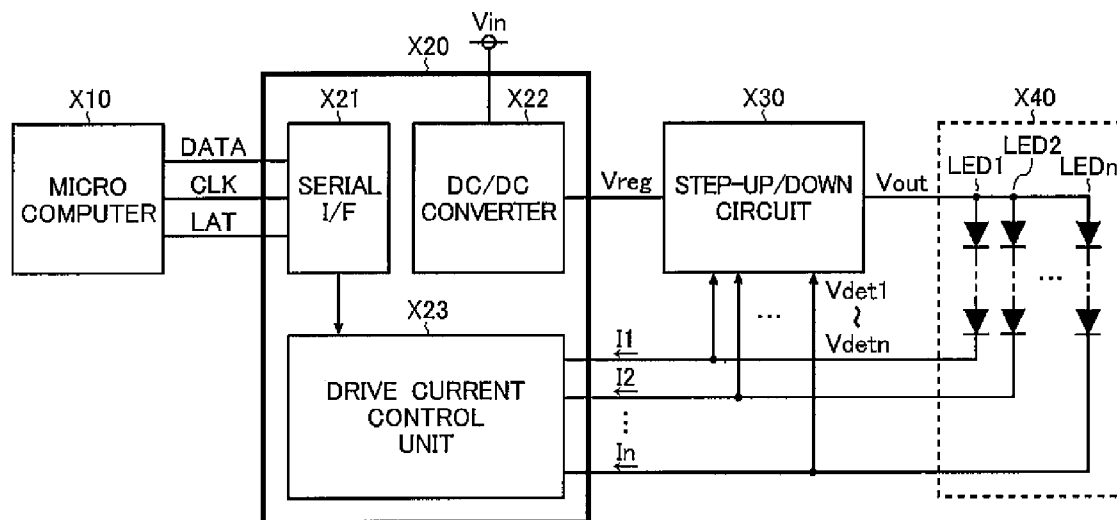 Vin
X20
X10
X21
X22
X30
X40
LED1
LED2
LEDn
DATA
CLK
LAT
MICRO
COMPUTER
SERIAL
I/F
DC/DC
CONVERTER
Vreg
STEP-UP/DOWN
CIRCUIT
Vout
...
X23
...
Vdet1
~
Vdetn
DRIVE CURRENT
CONTROL
UNIT
I1
I2
...
In